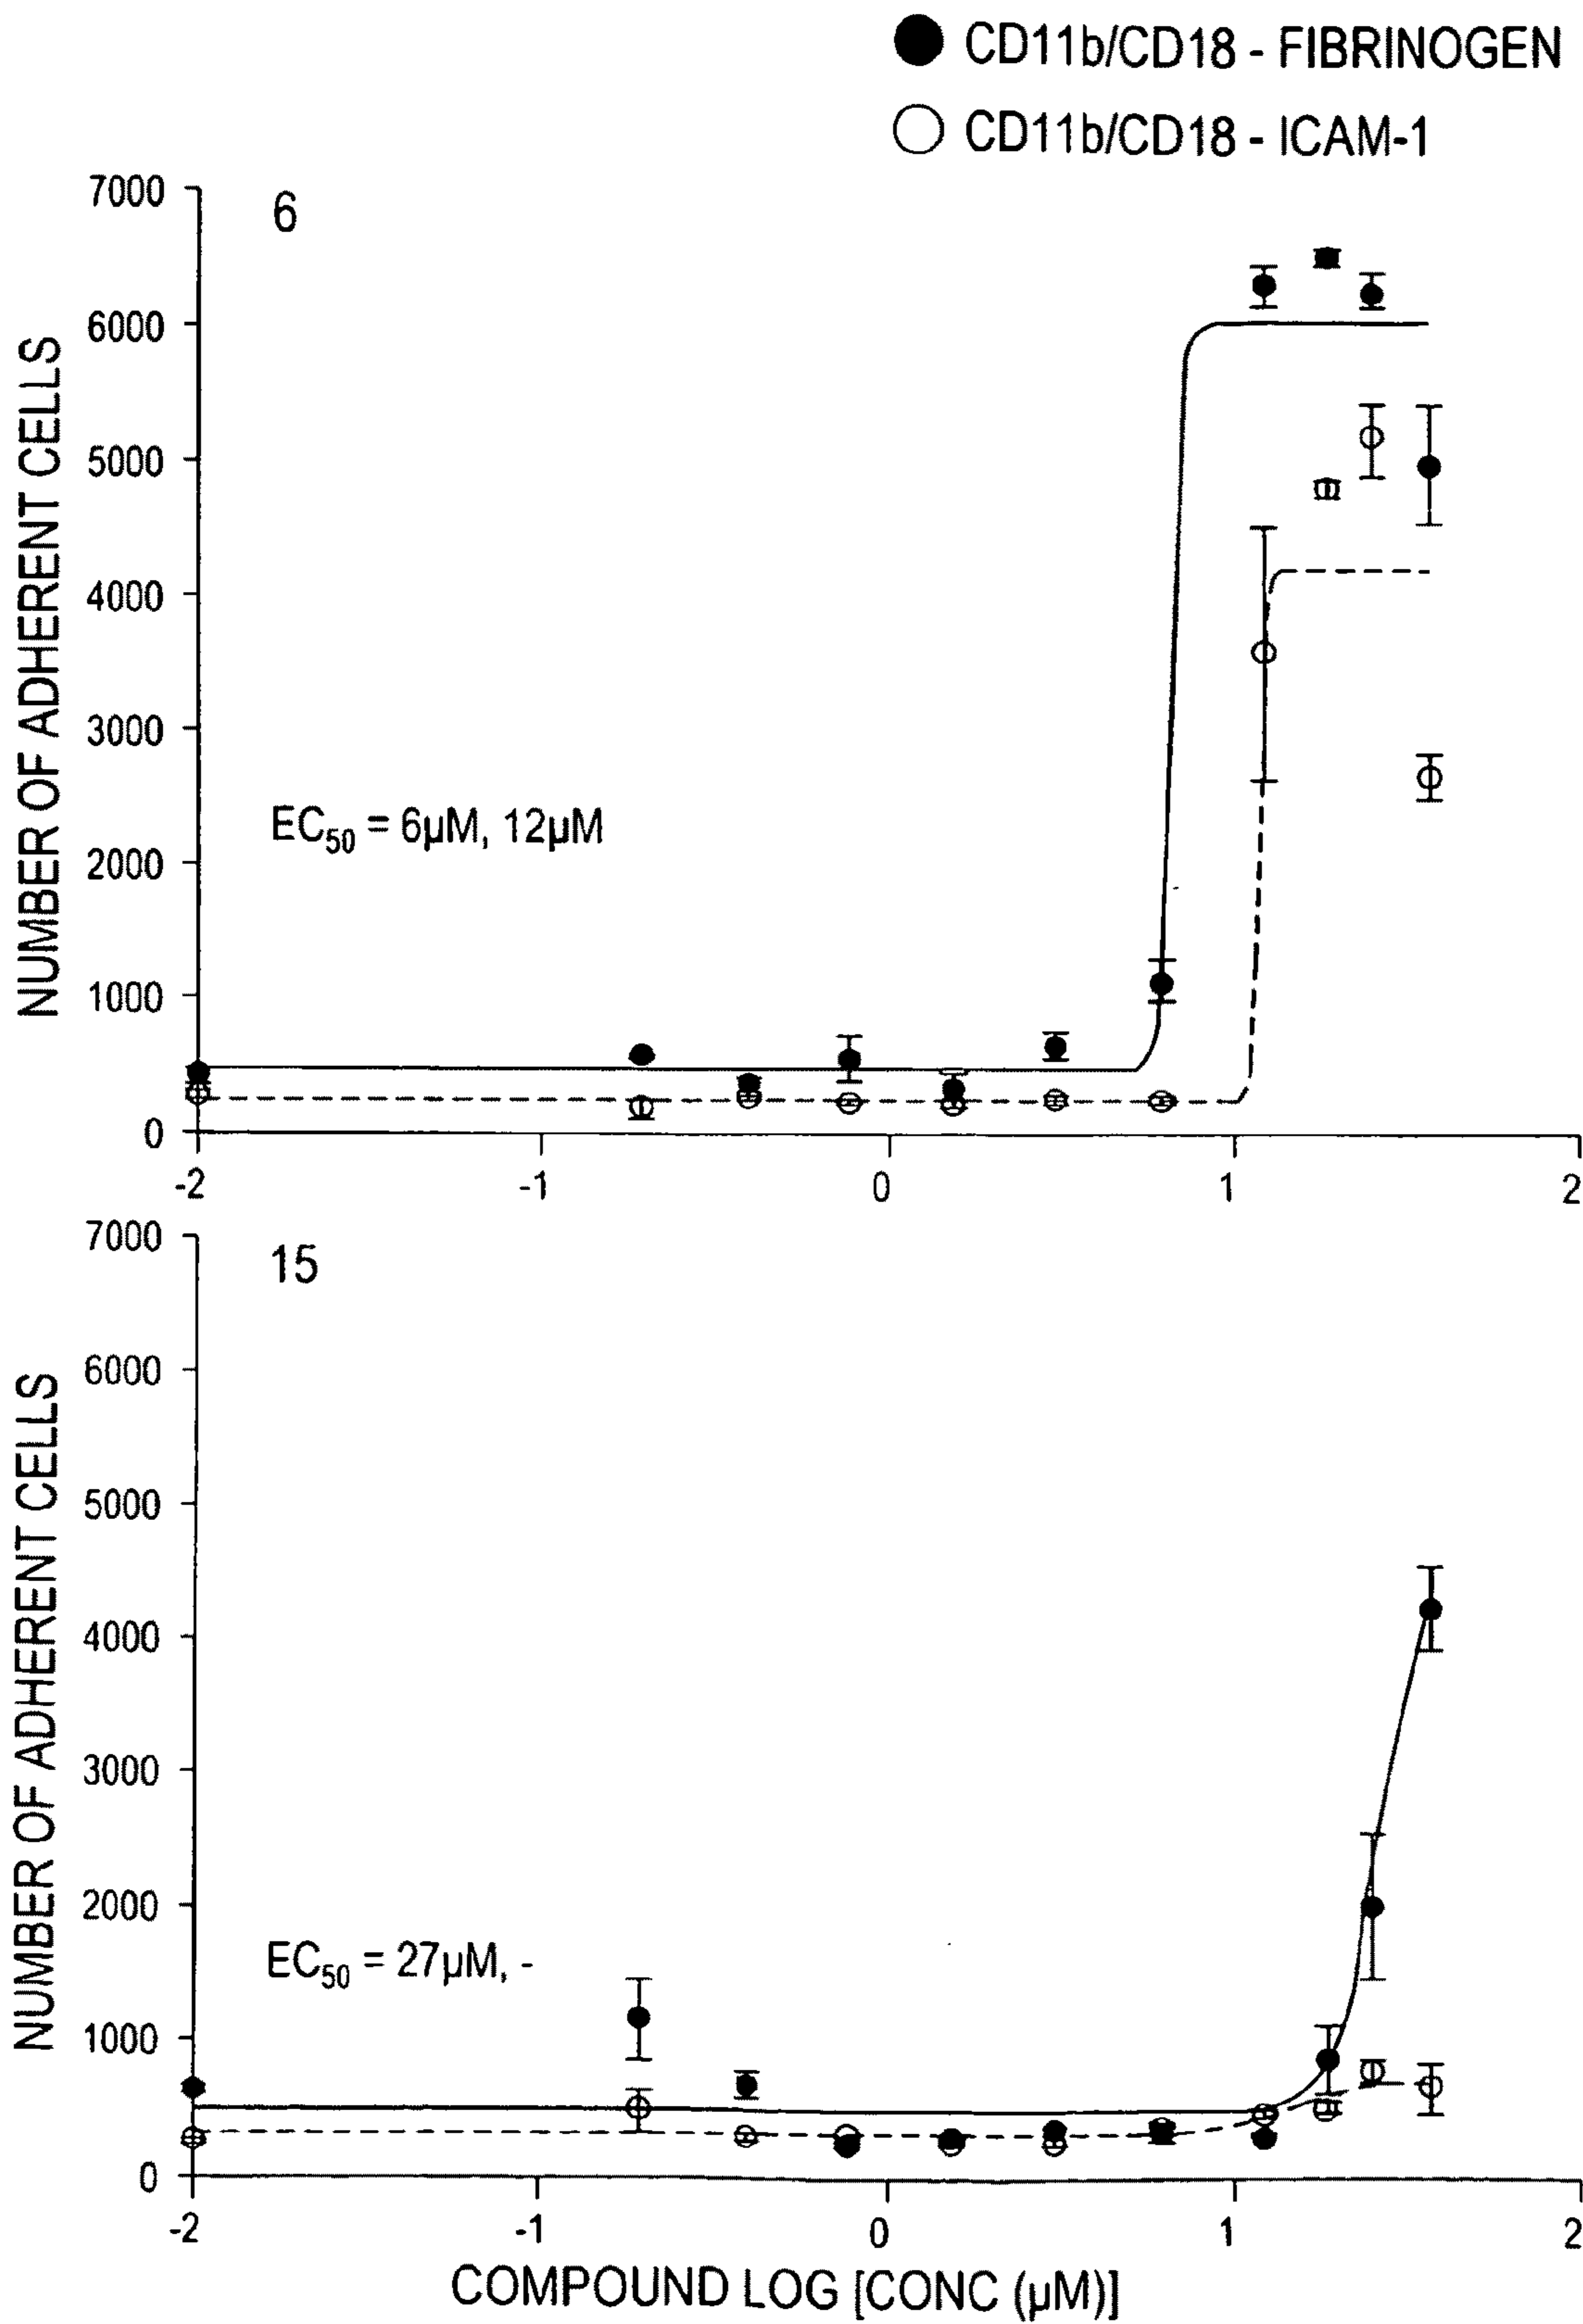 CD11b/CD18 - FIBRINOGEN
CD11b/CD18 - ICAM-1
7000
6
6000
5000
4000
3000
EC50 = 6µM, 12µM
2000
1000
0
-2 -1 0 1 2
NUMBER OF ADHERENT CELLS
7000
15
6000
5000
4000
3000
2000
EC50 = 27µM, -
1000
0
-2 -1 0 1 2
NUMBER OF ADHERENT CELLS
COMPOUND LOG [CONC (µM)]